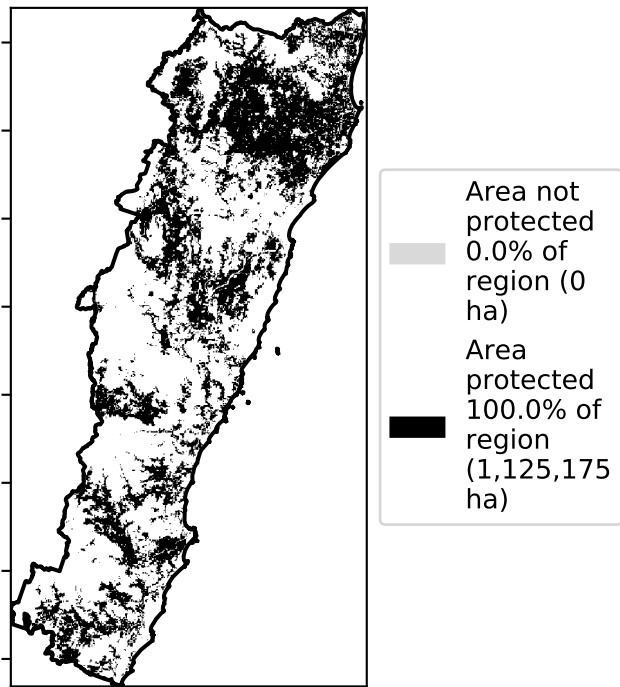 Area not
protected
0.0% of
region (0
ha)
Area
protected
100.0% of
region
(1,125,175
ha)